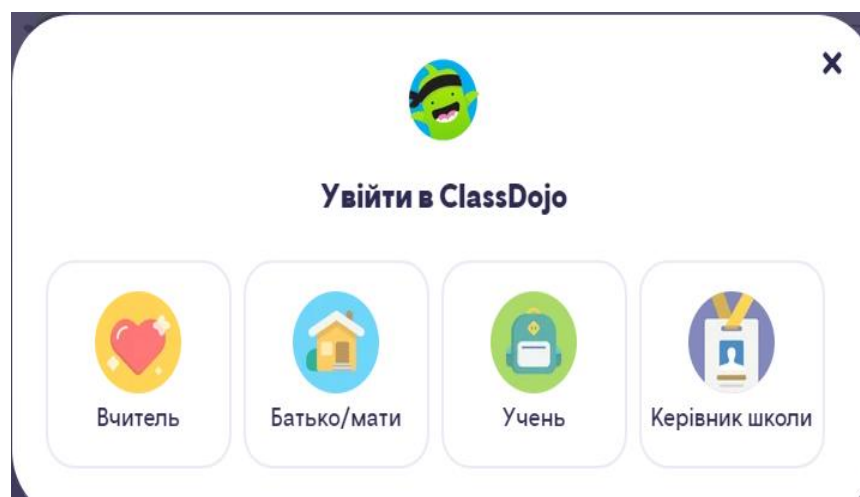 Увійти в ClassDojo
Вчитель
Батько/мати
Учень
Керівник школи